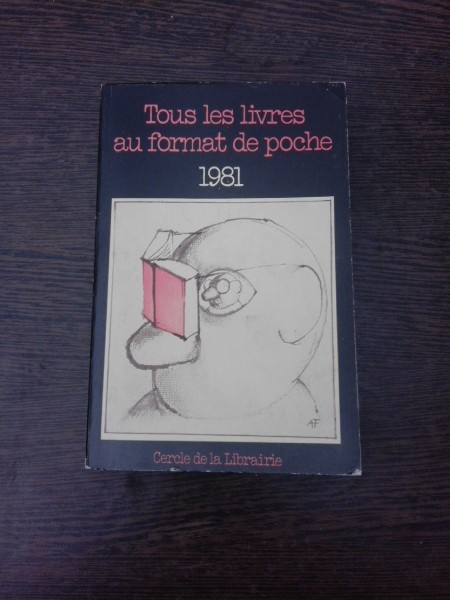 Tous les livres
au format de poche
1981
AF
Cercle de la Librairie